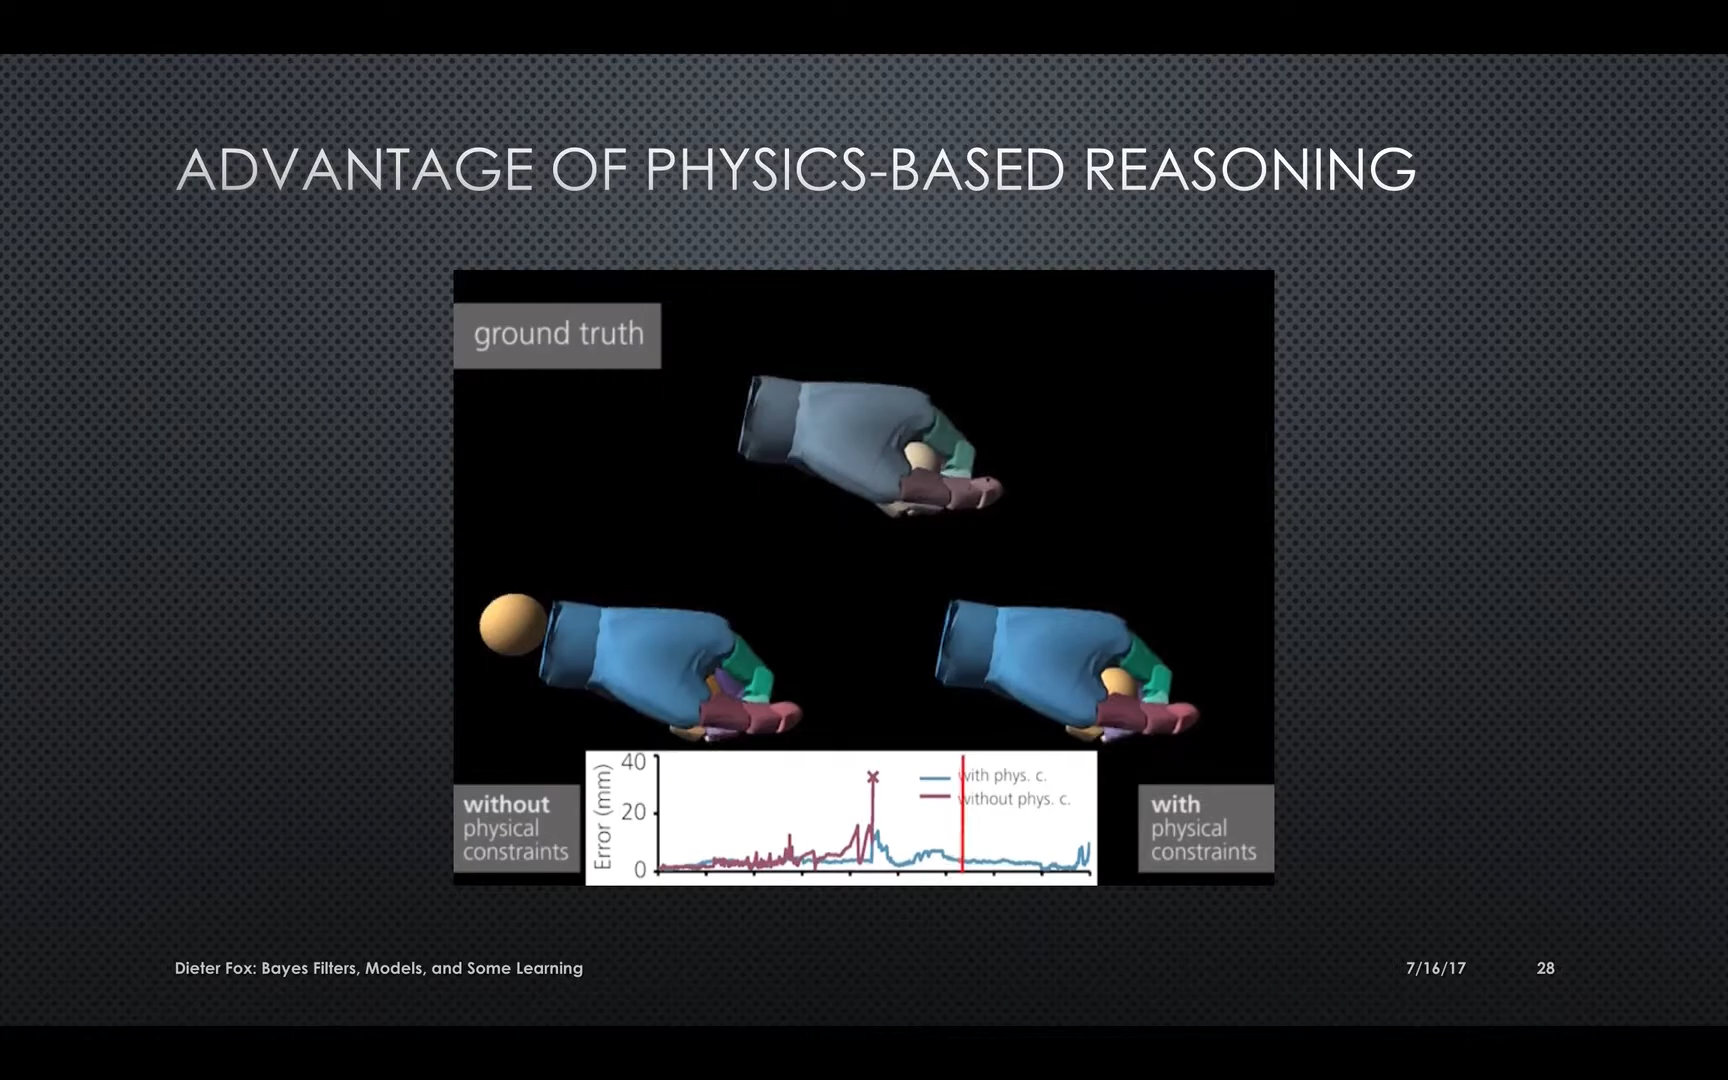 ADVANTAGE OF PHYSICS-BASED REASONING
ground truth
without
physical
constraints
Error (mm)
40
20
0
with phys. c.
without phys. c.
with
physical
constraints
Dieter Fox: Bayes Filters, Models, and Some Learning
7/16/17
28